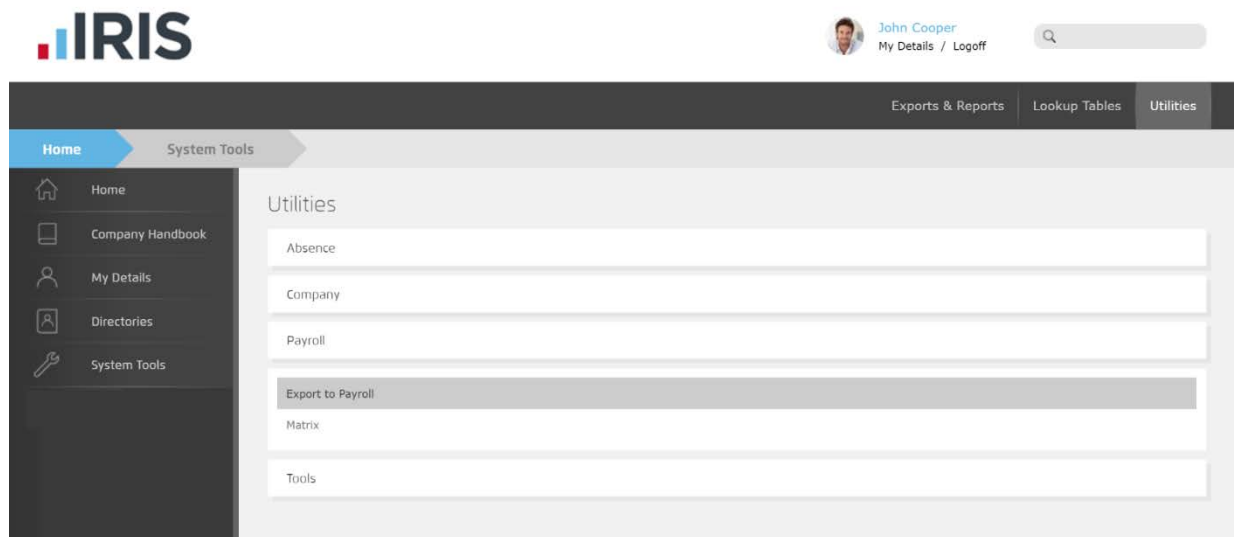 IRIS
John Cooper
My Details / Logoff
Exports & Reports Lookup Tables Utilities
Home System Tools
Home
Company Handbook
My Details
Directories
System Tools
Utilities
Absence
Company
Payroll
Export to Payroll
Matrix
Tools